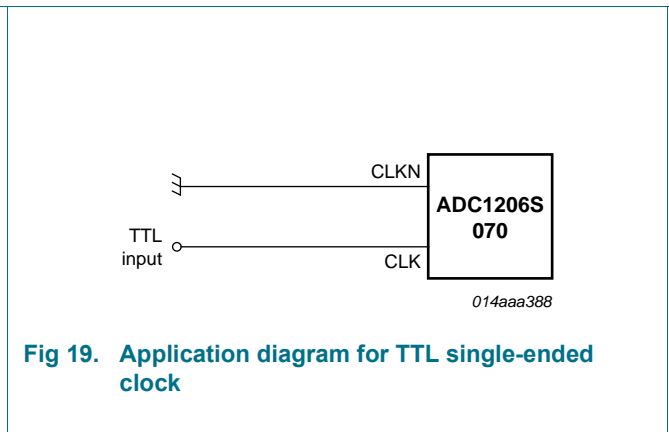 CLKN
ADC1206S
070
TTL
input
CLK
014aaa388
Fig 19. Application diagram for TTL single-ended
clock